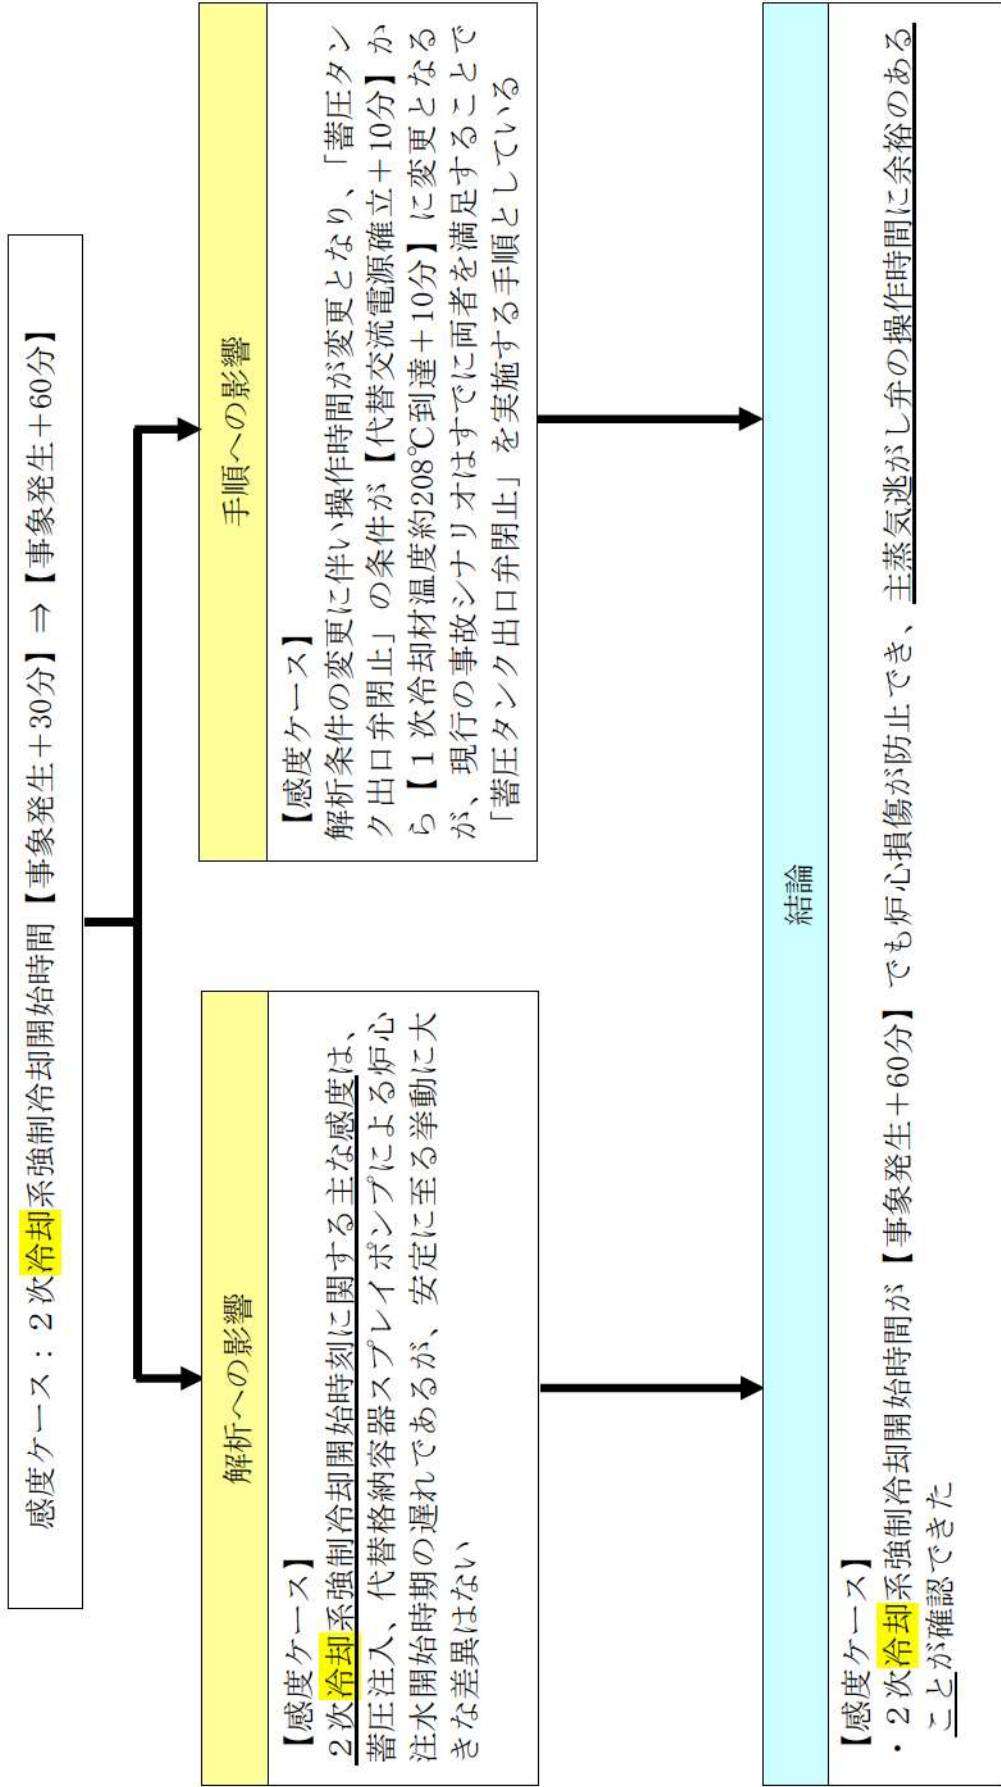 感度ケース：２次冷却系強制冷却開始時間【事象発生＋30分】⇒【事象発生＋60分】
解析への影響
【感度ケース】
２次冷却系強制冷却開始時刻に関する主な感度は、
蓄圧注入、代替格納容器スプレイポンプによる炉心
注水開始時期の遅れであるが、安定に至る挙動に大
きな差異はない
手順への影響
【感度ケース】
解析条件の変更に伴い操作時間が変更となり、「蓄圧タン
ク出口弁閉止」の条件が【代替交流電源確立＋10分】か
ら【１次冷却材温度約208℃到達＋10分】に変更となる
が、現行の事故シナリオはすでに両者を満足することで
「蓄圧タンク出口弁閉止」を実施する手順としている
結論
【感度ケース】
・２次冷却系強制冷却開始時間が【事象発生＋60分】でも炉心損傷が防止でき、主蒸気逃がし弁の操作時間に余裕のある
ことが確認できた